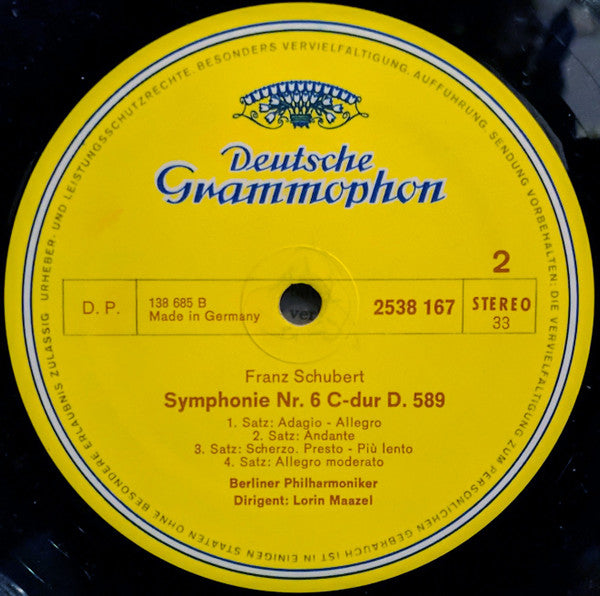 URHEBER- UND LEISTUNGSSCHUTZRECHTE, BESONDERS VERVIELFÄLTIGUNG, AUFFÜHRUNG, SENDUNG VORBEHALTEN: DIE VERVIELFÄLTIGUNG ZUM PERSÖNLICHEN GEBRAUCH IST IN EINIGEN STAATEN OHNE BESONDERE ERLAUBNIS ZULÄSSIG
Deutsche
Grammophon
2
D. P.
138 685 B
Made in Germany
2538 167
STEREO
33
Franz Schubert
Symphonie Nr. 6 C-dur D. 589
1. Satz: Adagio - Allegro
2. Satz: Andante
3. Satz: Scherzo. Presto - Più lento
4. Satz: Allegro moderato
Berliner Philharmoniker
Dirigent: Lorin Maazel